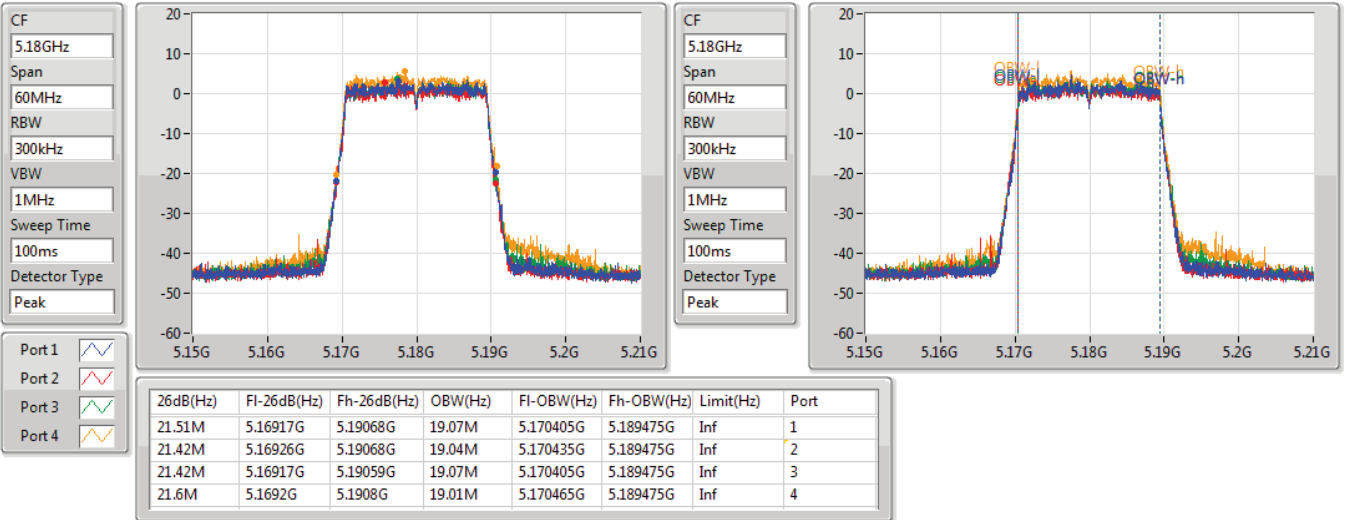 CF
5.18GHz
Span
60MHz
RBW
300kHz
VBW
1MHz
Sweep Time
100ms
Detector Type
Peak
20
10
0
-10
-20
-30
-40
-50
-60
5.15G 5.16G 5.17G 5.18G 5.19G 5.2G 5.21G
CF
5.18GHz
Span
60MHz
RBW
300kHz
VBW
1MHz
Sweep Time
100ms
Detector Type
Peak
20
10
0
-10
-20
-30
-40
-50
-60
OBW-l OBW-h
5.15G 5.16G 5.17G 5.18G 5.19G 5.2G 5.21G
Port 1
Port 2
Port 3
Port 4
26dB(Hz) Fl-26dB(Hz) Fh-26dB(Hz) OBW(Hz) Fl-OBW(Hz) Fh-OBW(Hz) Limit(Hz) Port
21.51M 5.16917G 5.19068G 19.07M 5.170405G 5.189475G Inf 1
21.42M 5.16926G 5.19068G 19.04M 5.170435G 5.189475G Inf 2
21.42M 5.16917G 5.19059G 19.07M 5.170405G 5.189475G Inf 3
21.6M 5.1692G 5.1908G 19.01M 5.170465G 5.189475G Inf 4